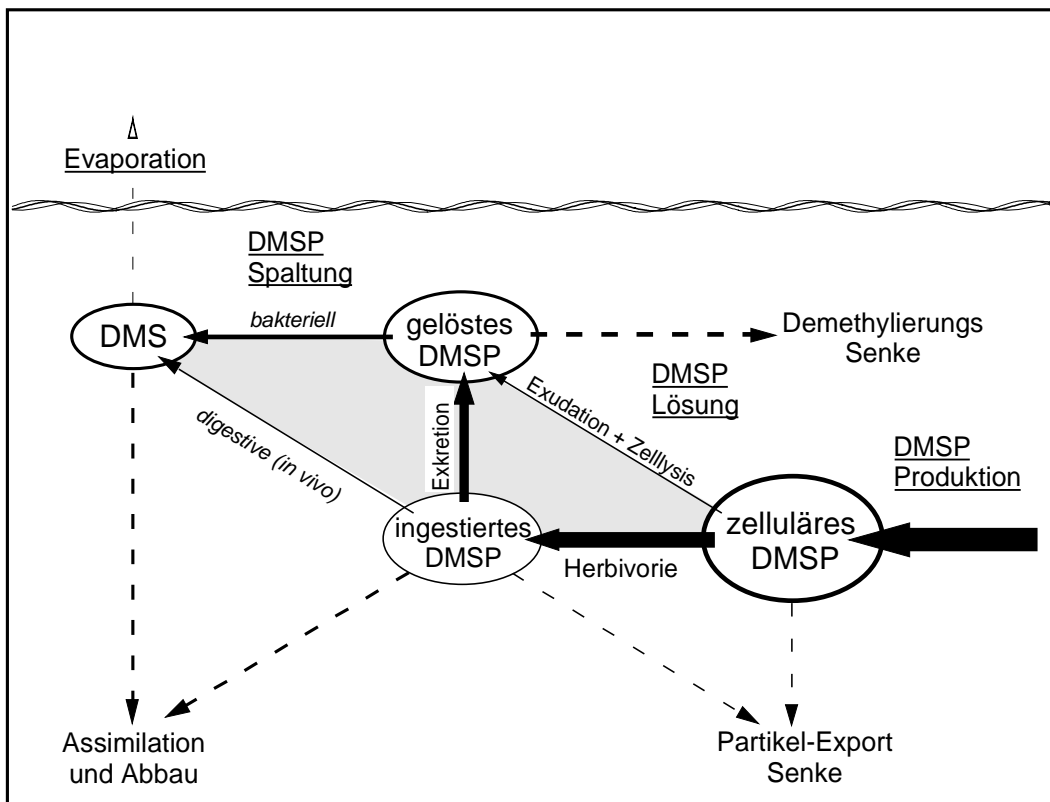 Evaporation
DMSP
Spaltung
DMS
bakteriell
gelöstes
DMSP
Demethylierungs
Senke
DMSP
Lösung
Exudation + Zelllysis
digestive (in vivo)
Exkretion
DMSP
Produktion
ingestiertes
DMSP
Herbivorie
zelluläres
DMSP
Assimilation
und Abbau
Partikel-Export
Senke